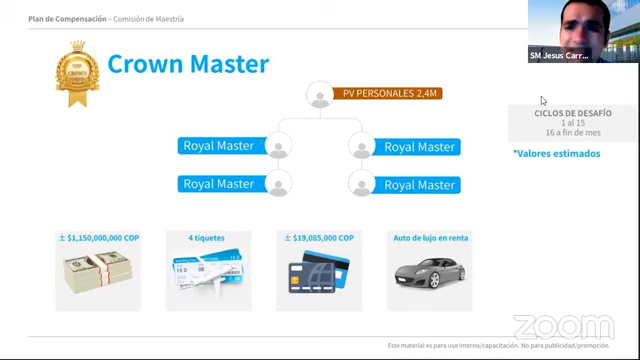 Plan de Compensación – Comisión de Maestría
Crown Master
PV PERSONALES 2,4M
Royal Master
Royal Master
Royal Master
Royal Master
SM Jesus Carr...
CICLOS DE DESAFÍO
1 al 15
16 a fin de mes
*Valores estimados
± $1,150,000,000 COP
4 tiquetes
± $19,085,000 COP
Auto de lujo en renta
zoom
Este material es para uso interno/capacitación. No para publicidad/promoción.